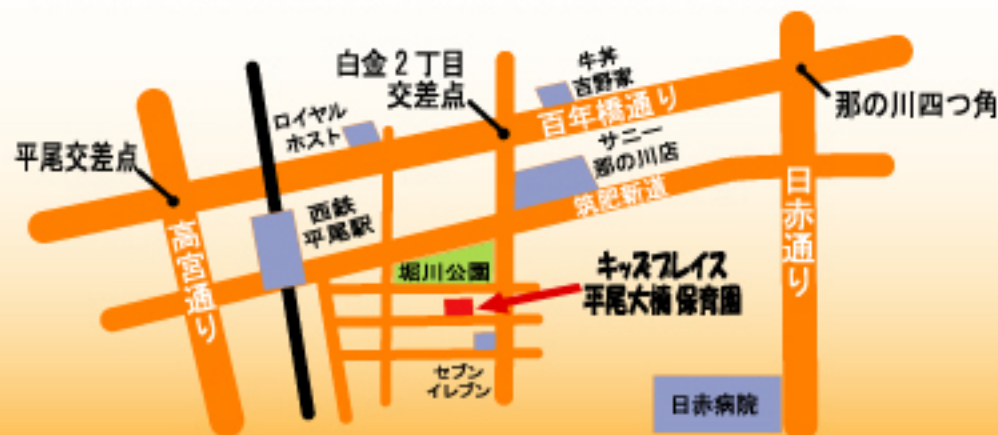 牛丼
吉野家
白金2丁目
交差点
那の川四つ角
ロイヤル
ホスト
百年橋通り
サニー
那の川店
平尾交差点
日赤通り
筑肥新道
西鉄
平尾駅
高宮通り
堀川公園
キッズプレイス
平尾大楠保育園
セブン
イレブン
日赤病院